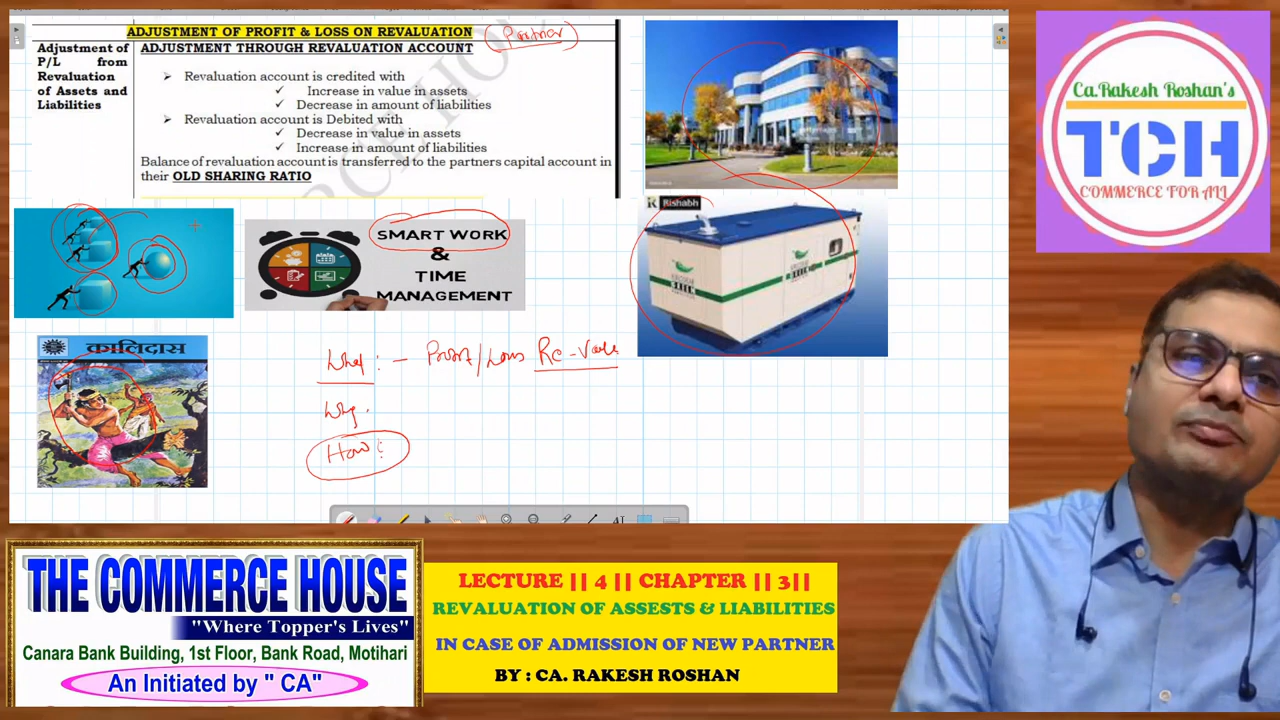 ADJUSTMENT OF PROFIT & LOSS ON REVALUATION
(Partner)
Adjustment of P/L from Revaluation of Assets and Liabilities
ADJUSTMENT THROUGH REVALUATION ACCOUNT
Revaluation account is credited with
Increase in value in assets
Decrease in amount of liabilities
Revaluation account is Debited with
Decrease in value in assets
Increase in amount of liabilities
Balance of revaluation account is transferred to the partners capital account in
their OLD SHARING RATIO
SMART WORK
&
TIME
MANAGEMENT
Rishabh
कालिदास
What : – Profit/Loss Re-Value
Why
How?
Ca.Rakesh Roshan's
TCH
COMMERCE FOR ALL
THE COMMERCE HOUSE
"Where Topper's Lives"
Canara Bank Building, 1st Floor, Bank Road, Motihari
An Initiated by " CA"
LECTURE || 4 || CHAPTER || 3||
REVALUATION OF ASSESTS & LIABILITIES
IN CASE OF ADMISSION OF NEW PARTNER
BY : CA. RAKESH ROSHAN